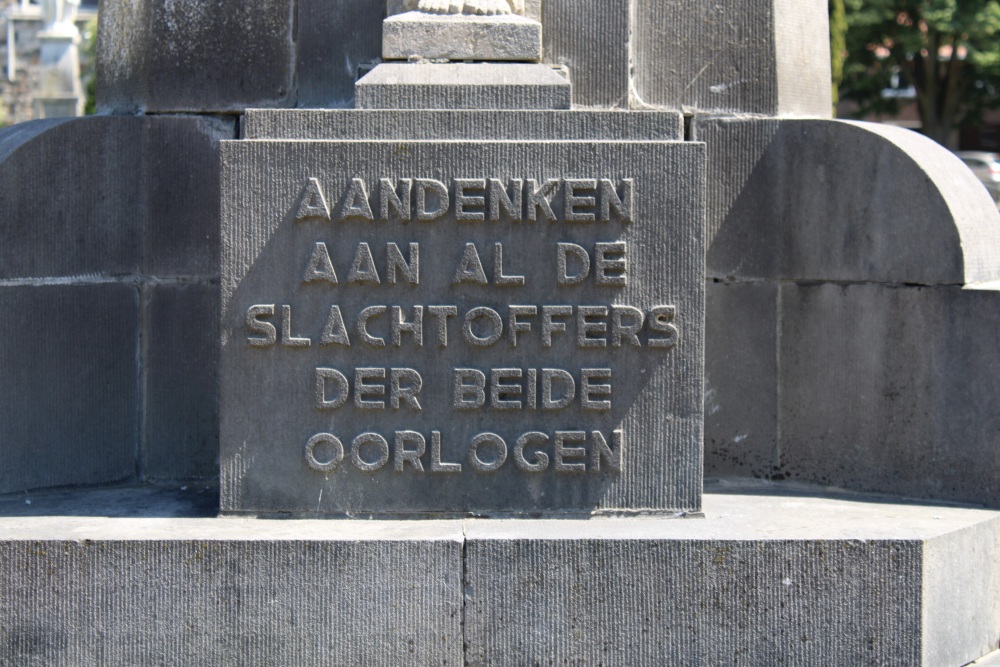 AANDENKEN
AAN AL DE
SLACHTOFFERS
DER BEIDE
OORLOGEN